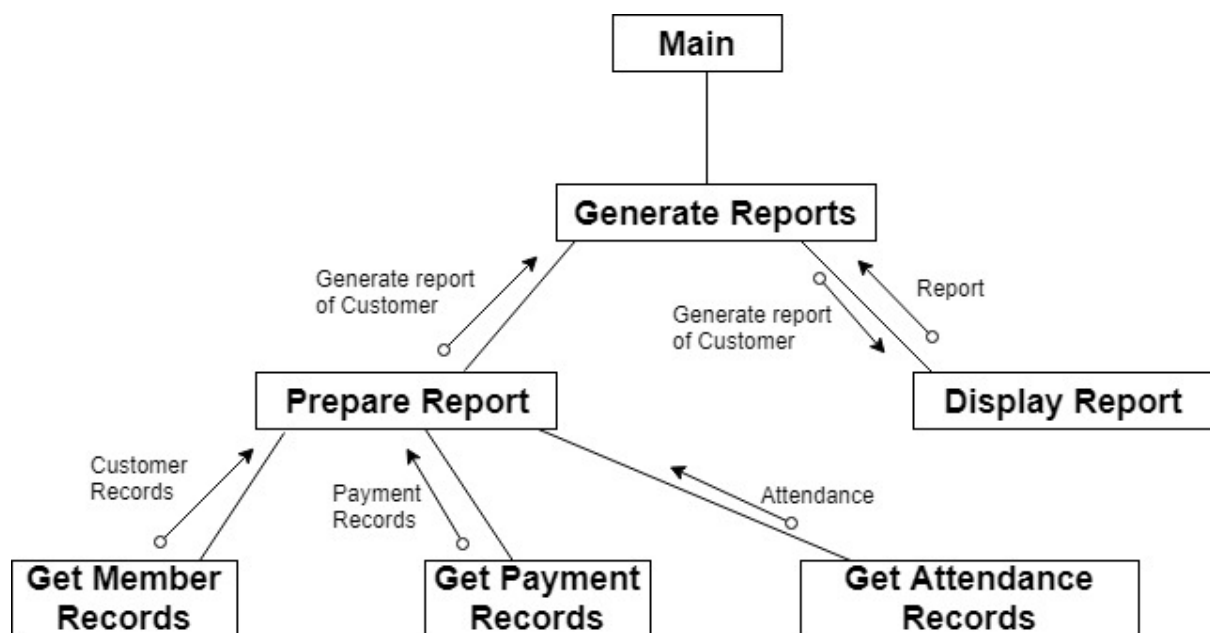 Main
Generate Reports
Generate report
of Customer
Report
Generate report
of Customer
Prepare Report
Display Report
Customer
Records
Payment
Records
Attendance
Get Member
Records
Get Payment
Records
Get Attendance
Records